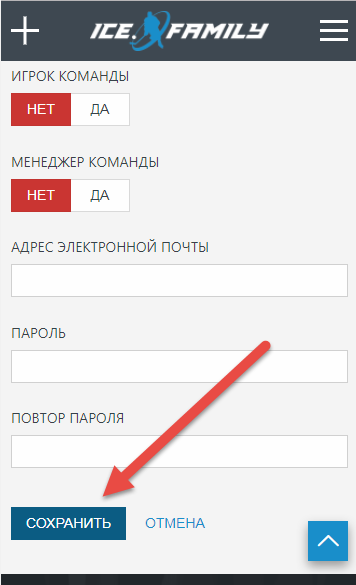 ICE.FAMILY
ИГРОК КОМАНДЫ
НЕТ ДА
МЕНЕДЖЕР КОМАНДЫ
НЕТ ДА
АДРЕС ЭЛЕКТРОННОЙ ПОЧТЫ
ПАРОЛЬ
ПОВТОР ПАРОЛЯ
СОХРАНИТЬ ОТМЕНА